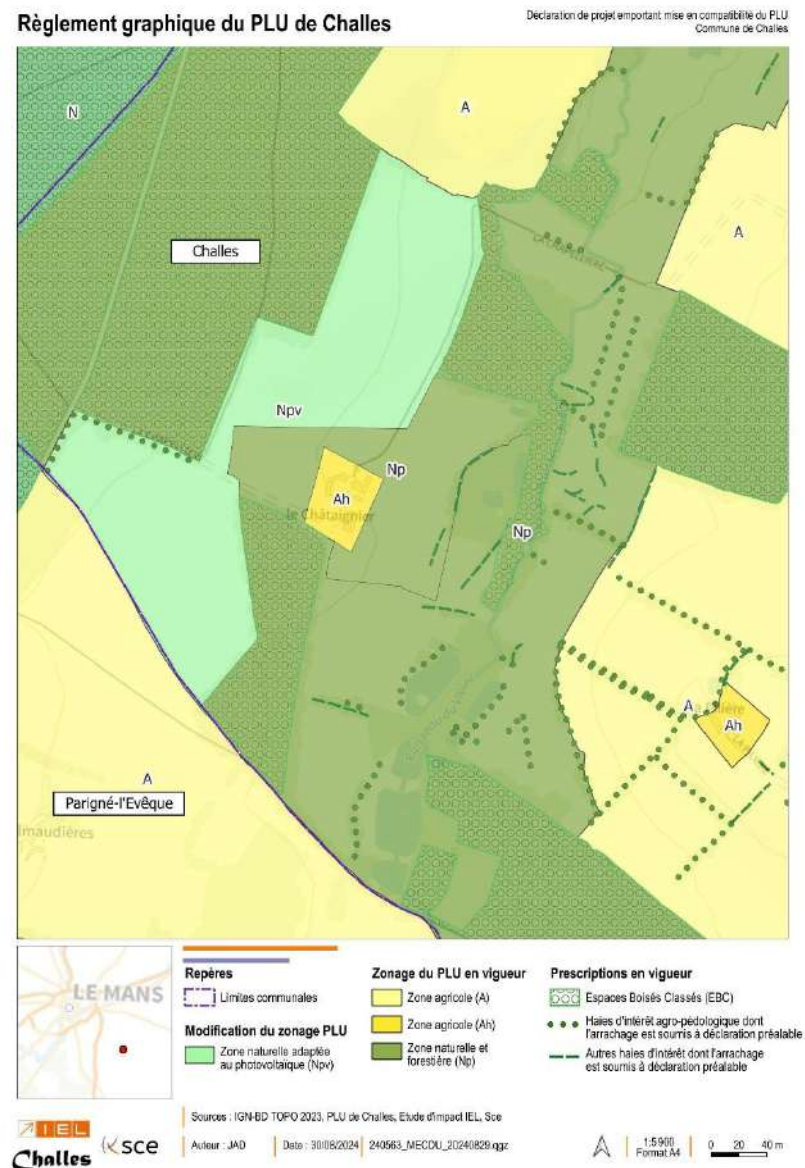 Règlement graphique du PLU de Challes
Déclaration de projet emportant mise en compatibilité du PLU
Commune de Challes
N
A
A
Challes
Npv
Np
Ah
le Châtaignier
Np
A
Ah
A
Parigné-l'Evêque
LE MANS
Repères
Limites communales
Modification du zonage PLU
Zone naturelle adaptée
au photovoltaïque (Npv)
Zonage du PLU en vigueur
Zone agricole (A)
Zone agricole (Ah)
Zone naturelle et
forestière (Np)
Prescriptions en vigueur
Espaces Boisés Classés (EBC)
Haies d'intérêt agro-pédologique dont
l'arrachage est soumis à déclaration préalable
Autres haies d'intérêt dont l'arrachage
est soumis à déclaration préalable
IEL
Challes
sce
Sources : IGN-BD TOPO 2023, PLU de Challes, Etude d'impact IEL, Sce
Auteur : JAD
Date : 30/08/2024
240563_MECDU_20240829.qgz
1:5 900
Format A4
0 20 40 m